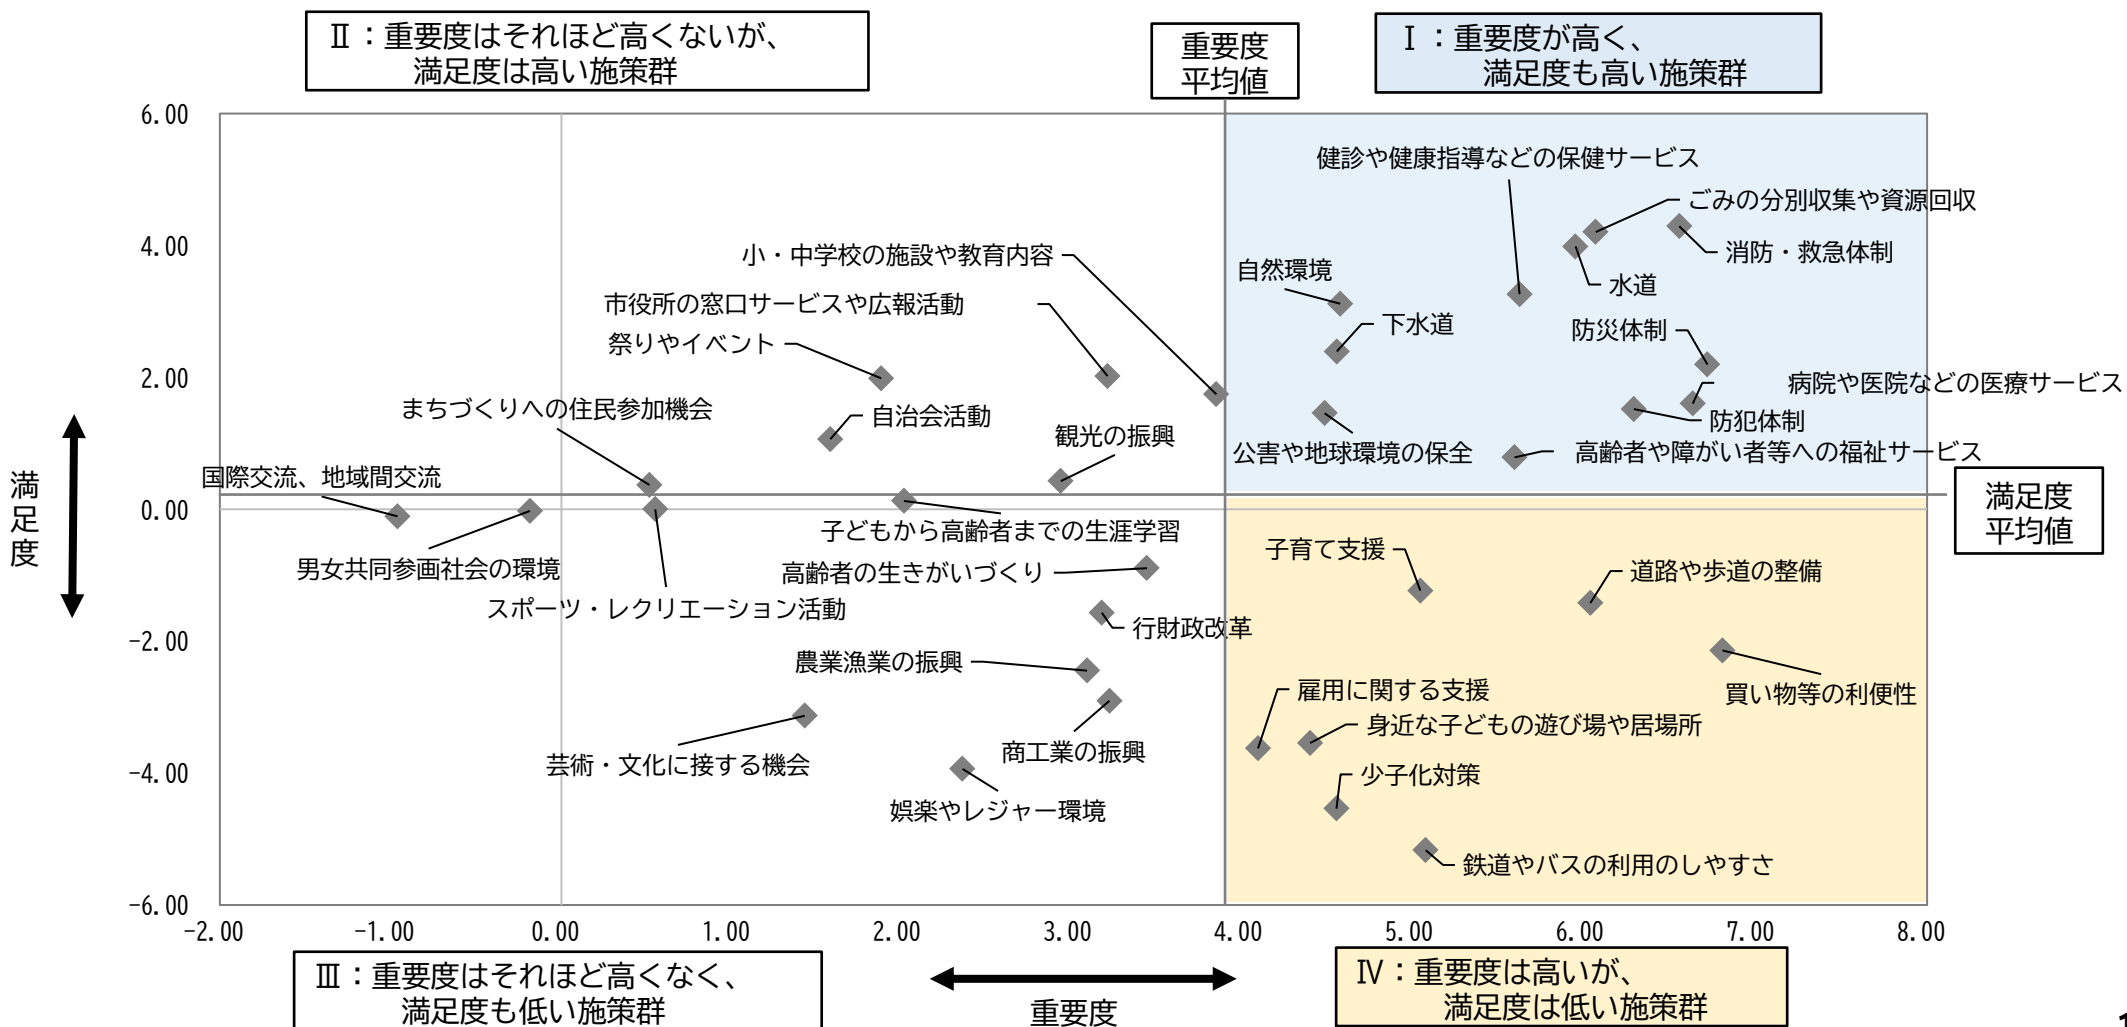 Ⅱ：重要度はそれほど高くないが、
満足度は高い施策群
重要度
平均値
Ⅰ：重要度が高く、
満足度も高い施策群
6.00
4.00
2.00
0.00
-2.00
-4.00
-6.00
満足度
健診や健康指導などの保健サービス
ごみの分別収集や資源回収
消防・救急体制
水道
自然環境
下水道
防災体制
病院や医院などの医療サービス
防犯体制
公害や地球環境の保全
高齢者や障がい者等への福祉サービス
小・中学校の施設や教育内容
市役所の窓口サービスや広報活動
祭りやイベント
まちづくりへの住民参加機会
自治会活動
観光の振興
国際交流、地域間交流
満足度
平均値
男女共同参画社会の環境
スポーツ・レクリエーション活動
子どもから高齢者までの生涯学習
高齢者の生きがいづくり
行財政改革
農業漁業の振興
商工業の振興
芸術・文化に接する機会
娯楽やレジャー環境
子育て支援
道路や歩道の整備
買い物等の利便性
雇用に関する支援
身近な子どもの遊び場や居場所
少子化対策
鉄道やバスの利用のしやすさ
-2.00
-1.00
0.00
1.00
2.00
3.00
4.00
5.00
6.00
7.00
8.00
Ⅲ：重要度はそれほど高くなく、
満足度も低い施策群
重要度
Ⅳ：重要度は高いが、
満足度は低い施策群